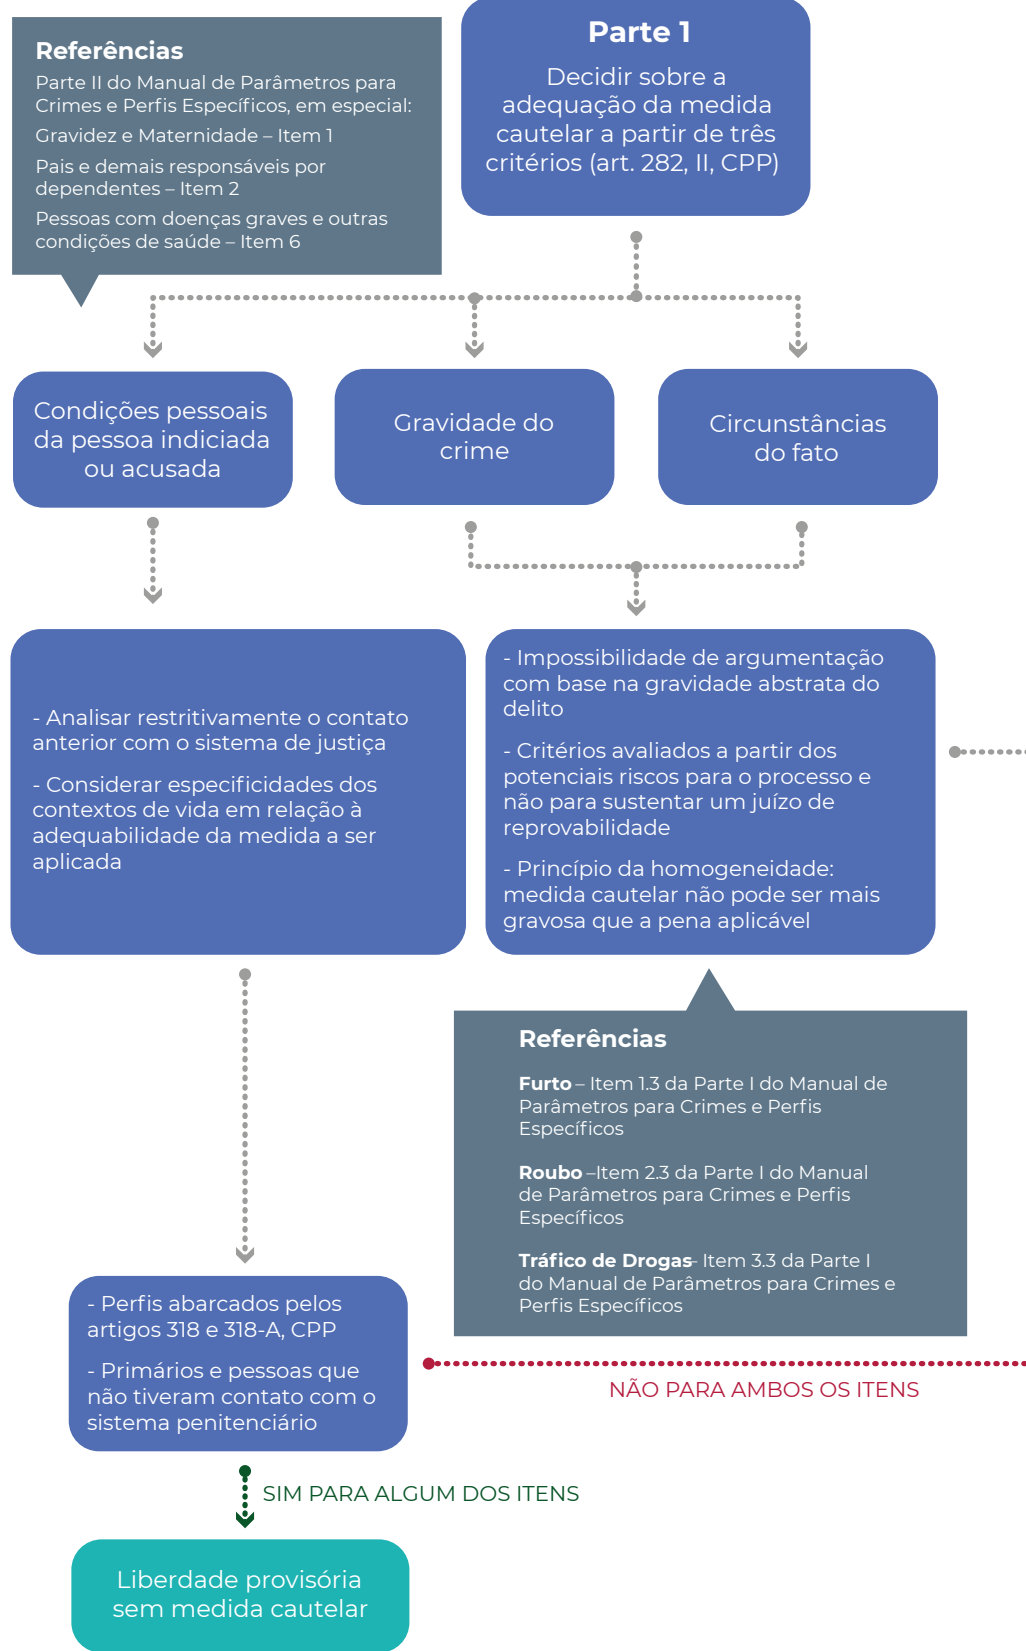 Referências
Parte II do Manual de Parâmetros para
Crimes e Perfis Específicos, em especial:
Gravidez e Maternidade – Item 1
Pais e demais responsáveis por
dependentes – Item 2
Pessoas com doenças graves e outras
condições de saúde – Item 6
Parte 1
Decidir sobre a
adequação da medida
cautelar a partir de três
critérios (art. 282, II, CPP)
Condições pessoais
da pessoa indiciada
ou acusada
Gravidade do
crime
Circunstâncias
do fato
- Analisar restritivamente o contato
anterior com o sistema de justiça
- Considerar especificidades dos
contextos de vida em relação à
adequabilidade da medida a ser
aplicada
- Impossibilidade de argumentação
com base na gravidade abstrata do
delito
- Critérios avaliados a partir dos
potenciais riscos para o processo e
não para sustentar um juízo de
reprovabilidade
- Princípio da homogeneidade:
medida cautelar não pode ser mais
gravosa que a pena aplicável
Referências
Furto – Item 1.3 da Parte I do Manual de
Parâmetros para Crimes e Perfis
Específicos
Roubo –Item 2.3 da Parte I do Manual
de Parâmetros para Crimes e Perfis
Específicos
Tráfico de Drogas– Item 3.3 da Parte I
do Manual de Parâmetros para Crimes e
Perfis Específicos
- Perfis abarcados pelos
artigos 318 e 318-A, CPP
- Primários e pessoas que
não tiveram contato com o
sistema penitenciário
NÃO PARA AMBOS OS ITENS
SIM PARA ALGUM DOS ITENS
Liberdade provisória
sem medida cautelar